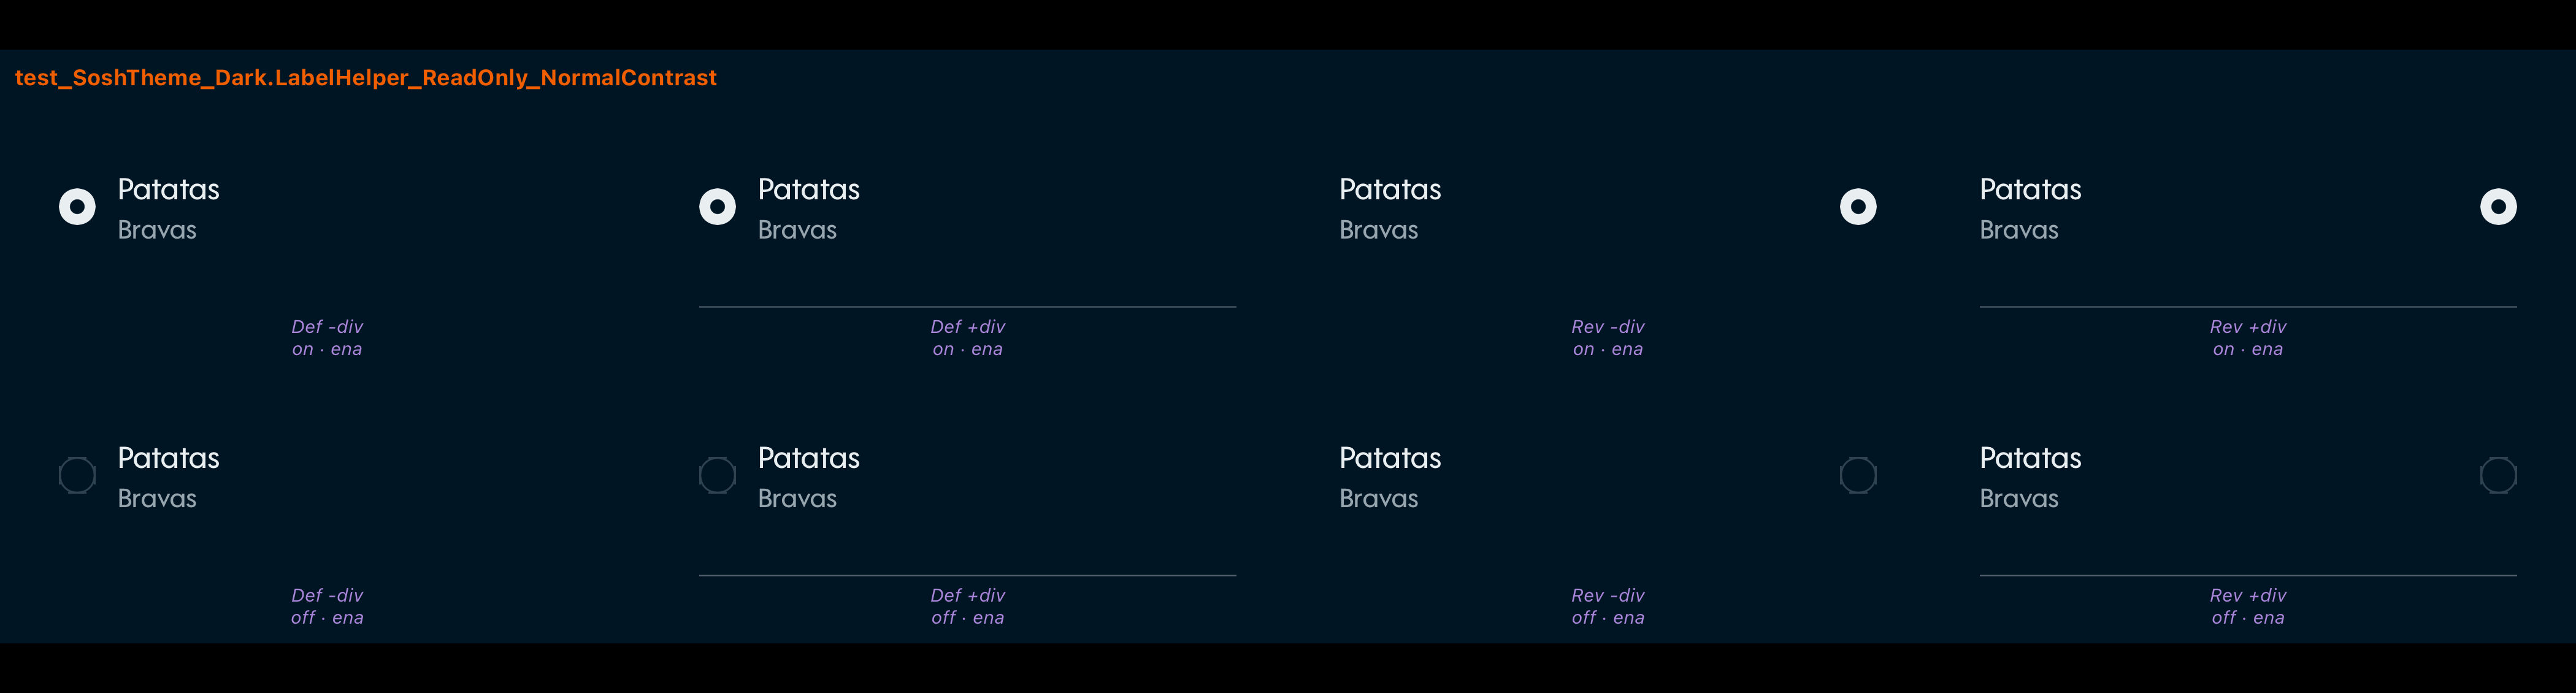 test_SoshTheme_Dark.LabelHelper_ReadOnly_NormalContrast
Patatas
Bravas
Def -div
on · ena
Patatas
Bravas
Def +div
on · ena
Patatas
Bravas
Rev -div
on · ena
Patatas
Bravas
Rev +div
on · ena
Patatas
Bravas
Def -div
off · ena
Patatas
Bravas
Def +div
off · ena
Patatas
Bravas
Rev -div
off · ena
Patatas
Bravas
Rev +div
off · ena